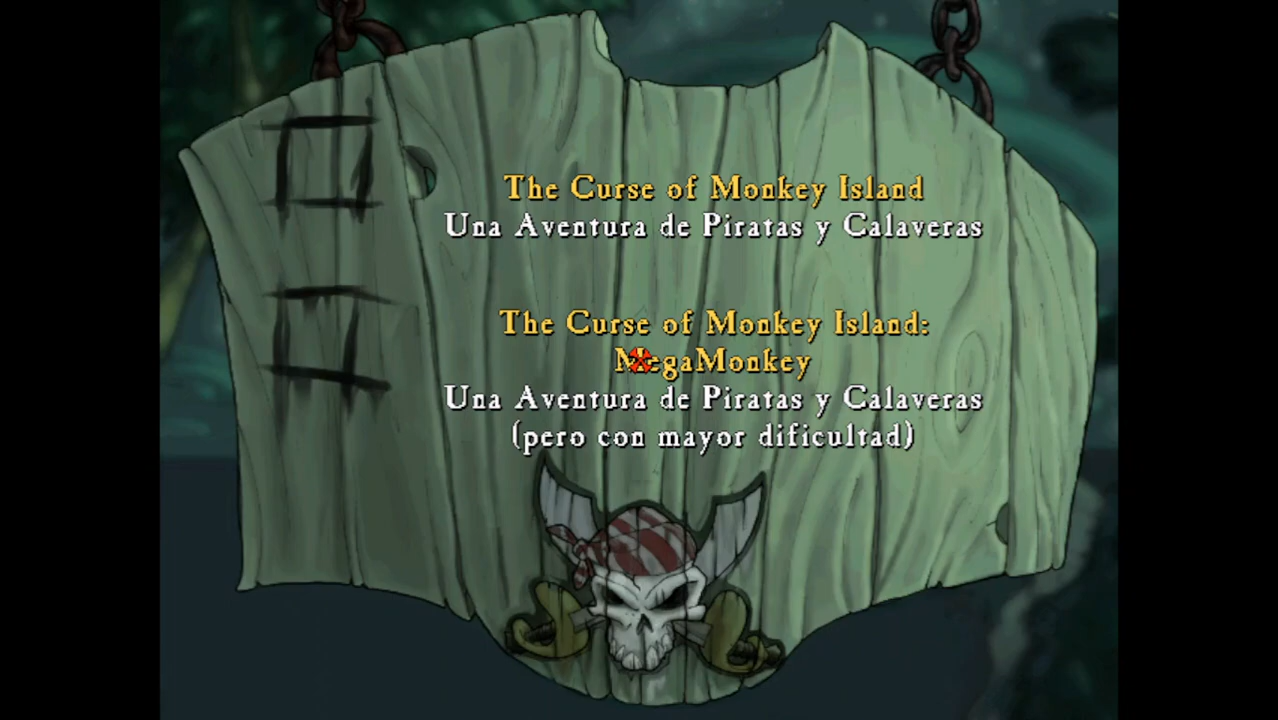 The Curse of Monkey Island
Una Aventura de Piratas y Calaveras
The Curse of Monkey Island:
MegaMonkey
Una Aventura de Piratas y Calaveras
(pero con mayor dificultad)